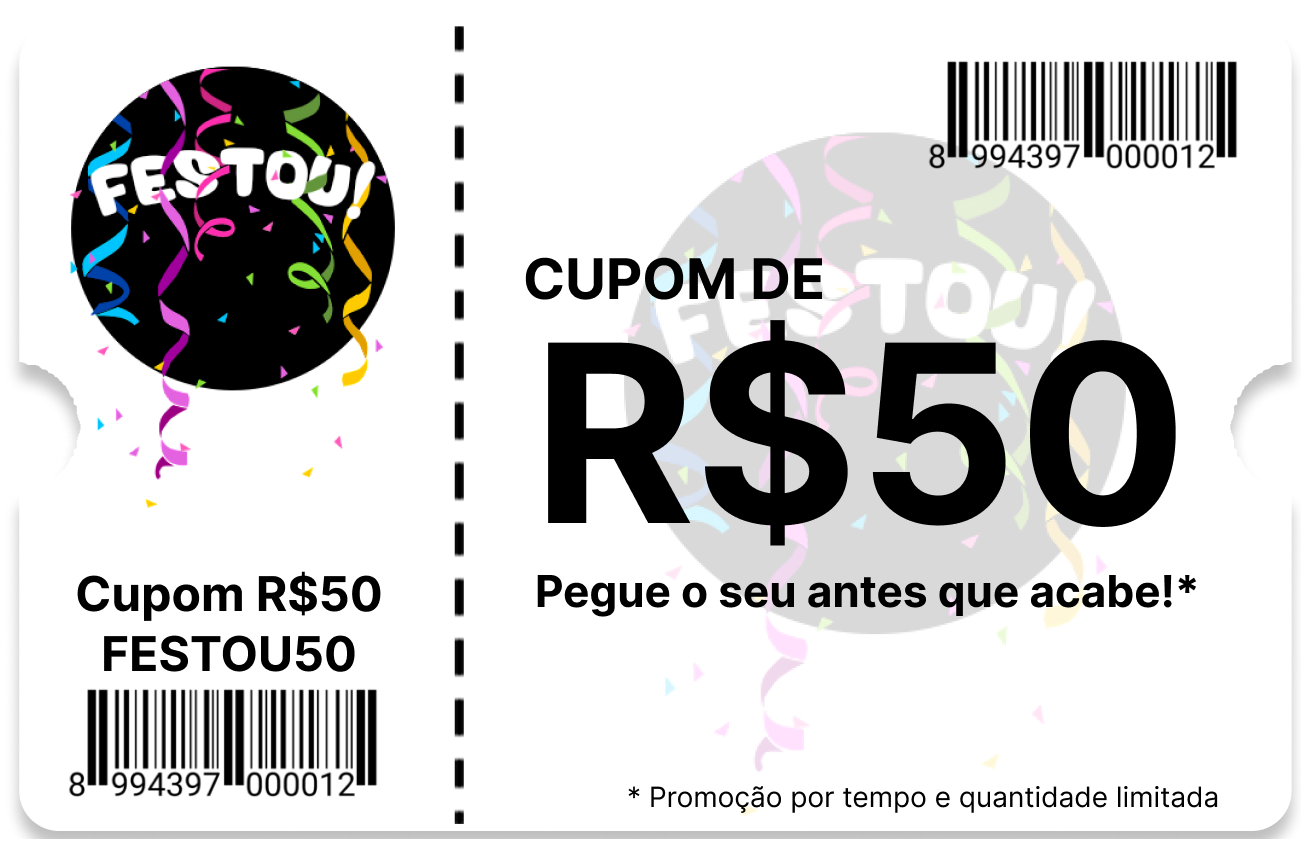 FESTOU!
Cupom R$50
FESTOU50
8 994397 000012
8 994397 000012
FESTOU!
CUPOM DE
R$50
Pegue o seu antes que acabe!*
* Promoção por tempo e quantidade limitada